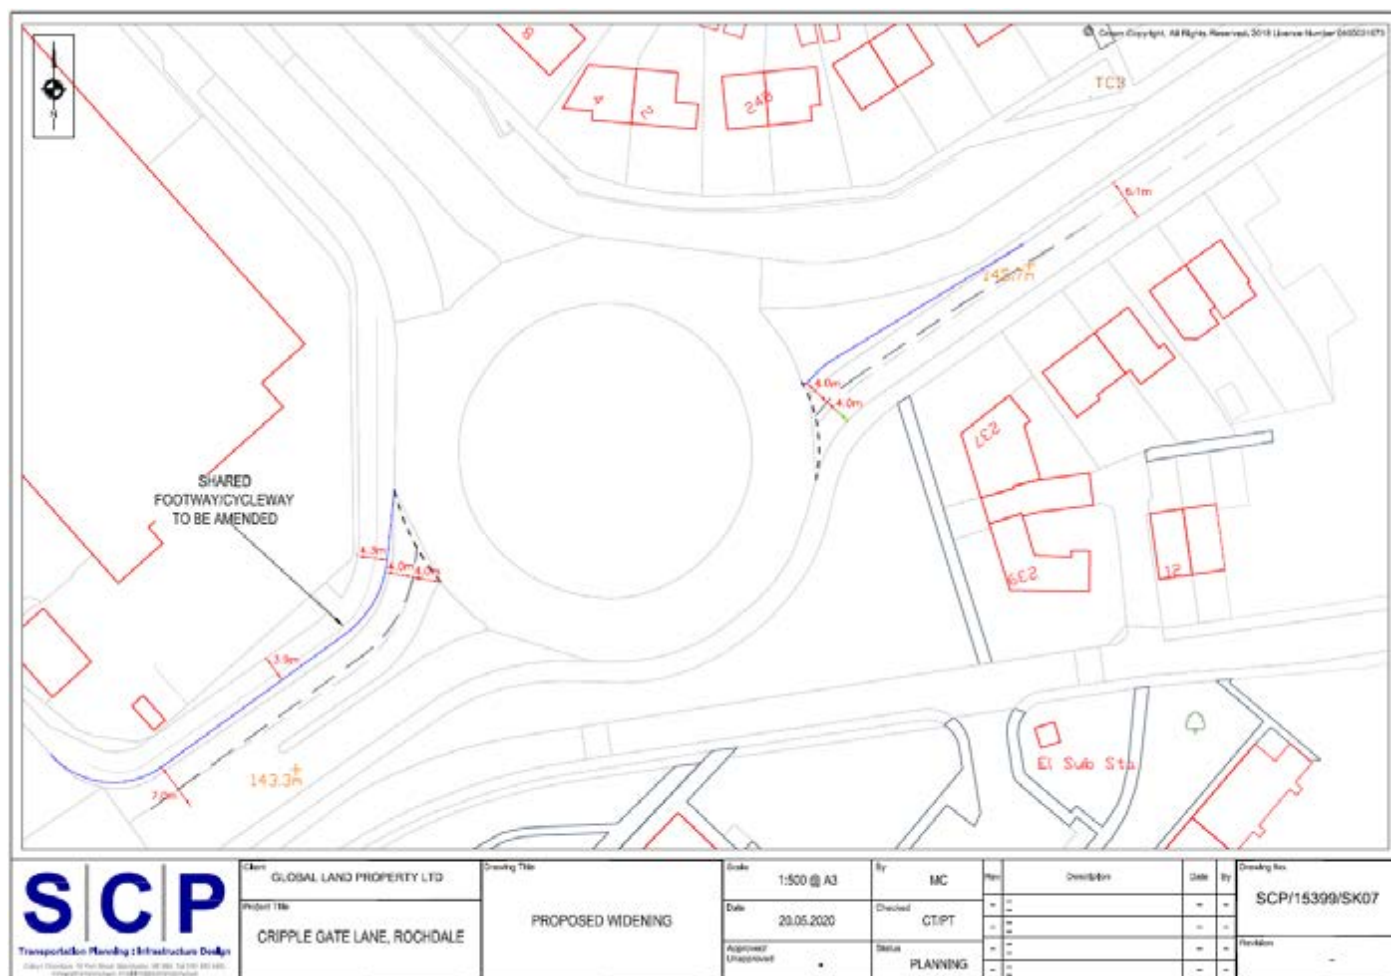 © Crown Copyright, All Rights Reserved, 2018 Licence Number
N
8
4
2
248
TCB
6.1m
145.7m
4.0m
4.0m
237
239
12
SHARED
FOOTWAY/CYCLEWAY
TO BE AMENDED
4.0m
4.0m
3.9m
7.0m
143.3m
El Sub Sta
SCP
Transportation Planning : Infrastructure Design
Client
GLOBAL LAND PROPERTY LTD
Project Title
CRIPPLE GATE LANE, ROCHDALE
Drawing Title
PROPOSED WIDENING
Scale
1:500 @ A3
Date
20.05.2020
Approved/
Unapproved
By
MC
Checked
CT/PT
Status
PLANNING
Rev
Description
Date
By
Drawing No.
SCP/15399/SK07
Revision